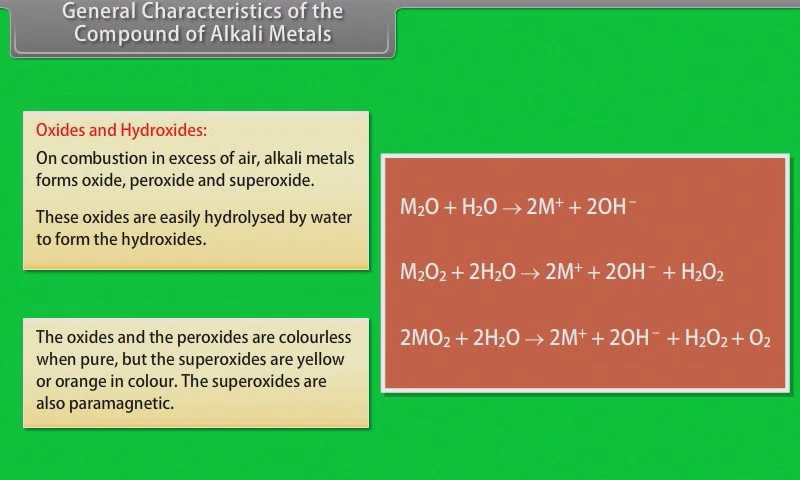 General Characteristics of the
Compound of Alkali Metals
Oxides and Hydroxides:
On combustion in excess of air, alkali metals
forms oxide, peroxide and superoxide.
These oxides are easily hydrolysed by water
to form the hydroxides.
The oxides and the peroxides are colourless
when pure, but the superoxides are yellow
or orange in colour. The superoxides are
also paramagnetic.
M₂O + H₂O → 2M⁺ + 2OH⁻
M₂O₂ + 2H₂O → 2M⁺ + 2OH⁻ + H₂O₂
2MO₂ + 2H₂O → 2M⁺ + 2OH⁻ + H₂O₂ + O₂